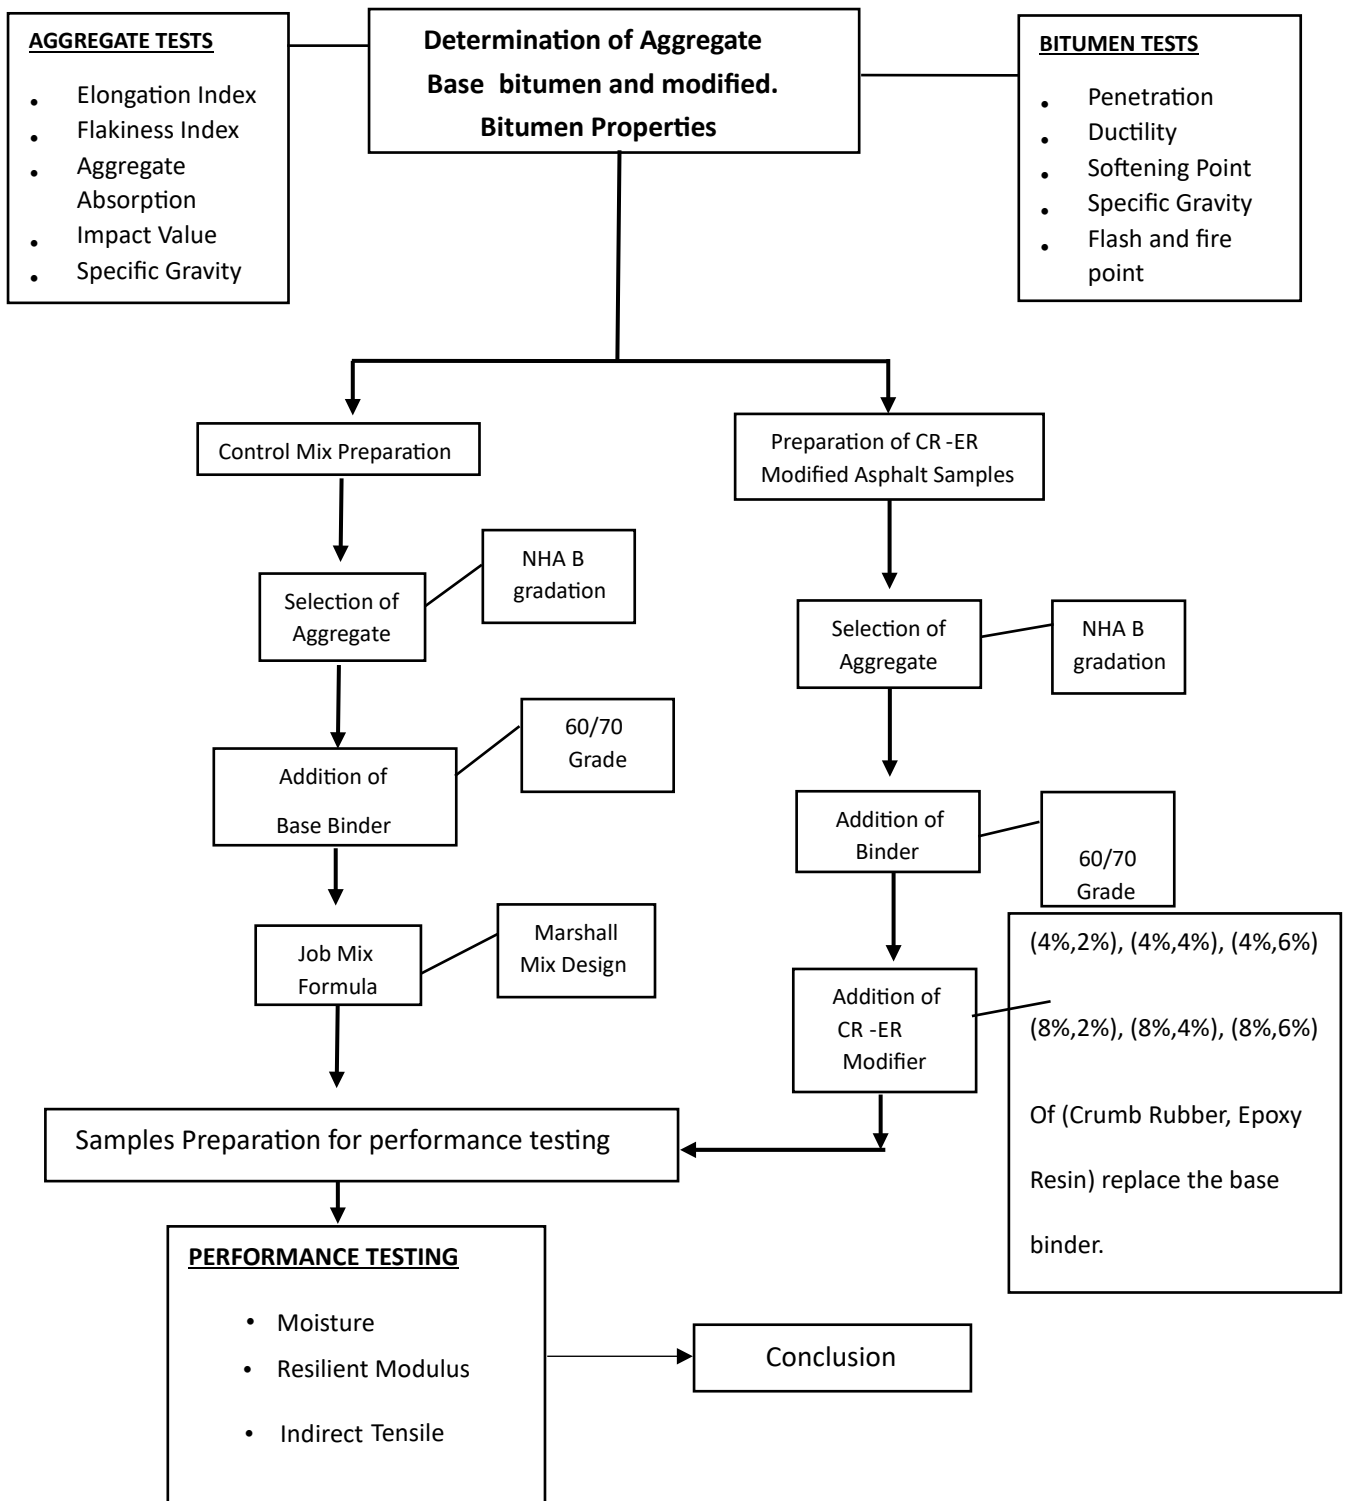 AGGREGATE TESTS
• Elongation Index
• Flakiness Index
• Aggregate
Absorption
• Impact Value
• Specific Gravity
Determination of Aggregate
Base bitumen and modified.
Bitumen Properties
BITUMEN TESTS
• Penetration
• Ductility
• Softening Point
• Specific Gravity
• Flash and fire
point
Control Mix Preparation
Preparation of CR -ER
Modified Asphalt Samples
NHA B
gradation
Selection of
Aggregate
Selection of
Aggregate
NHA B
gradation
60/70
Grade
Addition of
Base Binder
Addition of
Binder
60/70
Grade
Job Mix
Formula
Marshall
Mix Design
Addition of
CR -ER
Modifier
(4%,2%), (4%,4%), (4%,6%)
(8%,2%), (8%,4%), (8%,6%)
Of (Crumb Rubber, Epoxy
Resin) replace the base
binder.
Samples Preparation for performance testing
PERFORMANCE TESTING
• Moisture
• Resilient Modulus
• Indirect Tensile
Conclusion